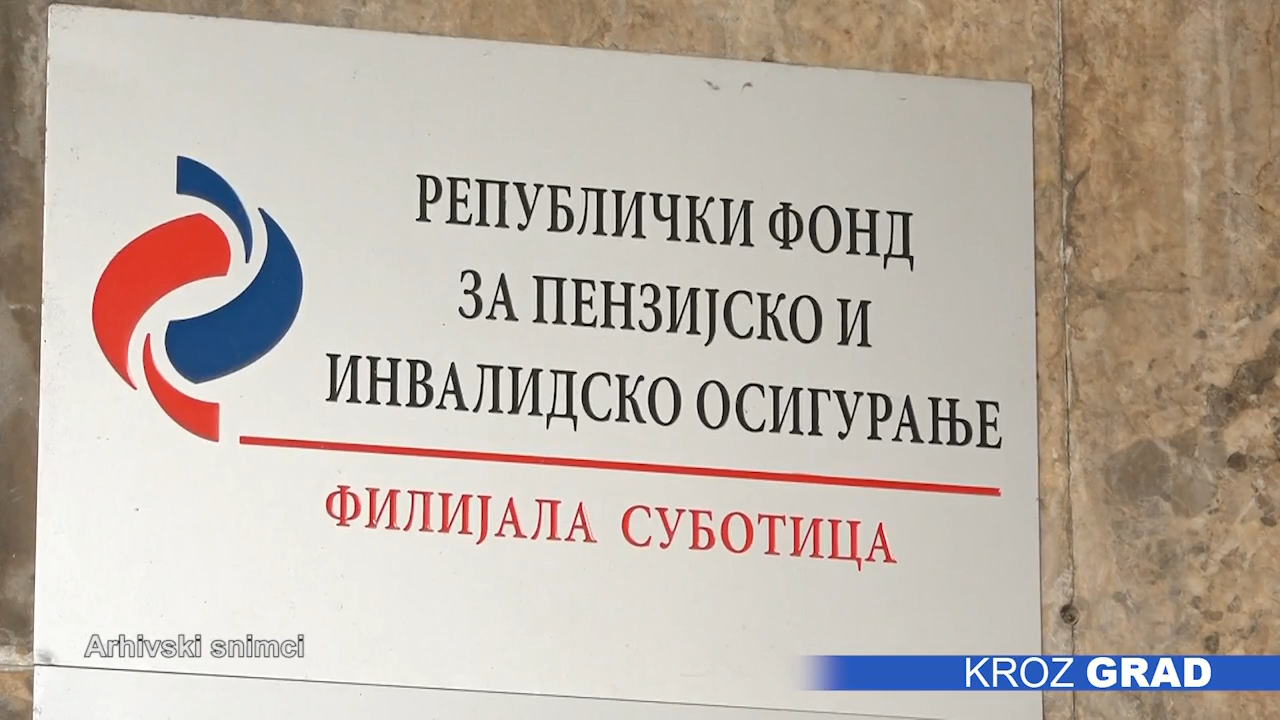 РЕПУБЛИЧКИ ФОНД
ЗА ПЕНЗИЈСКО И
ИНВАЛИДСКО ОСИГУРАЊЕ
ФИЛИЈАЛА СУБОТИЦА
Arhivski snimci
KROZ GRAD